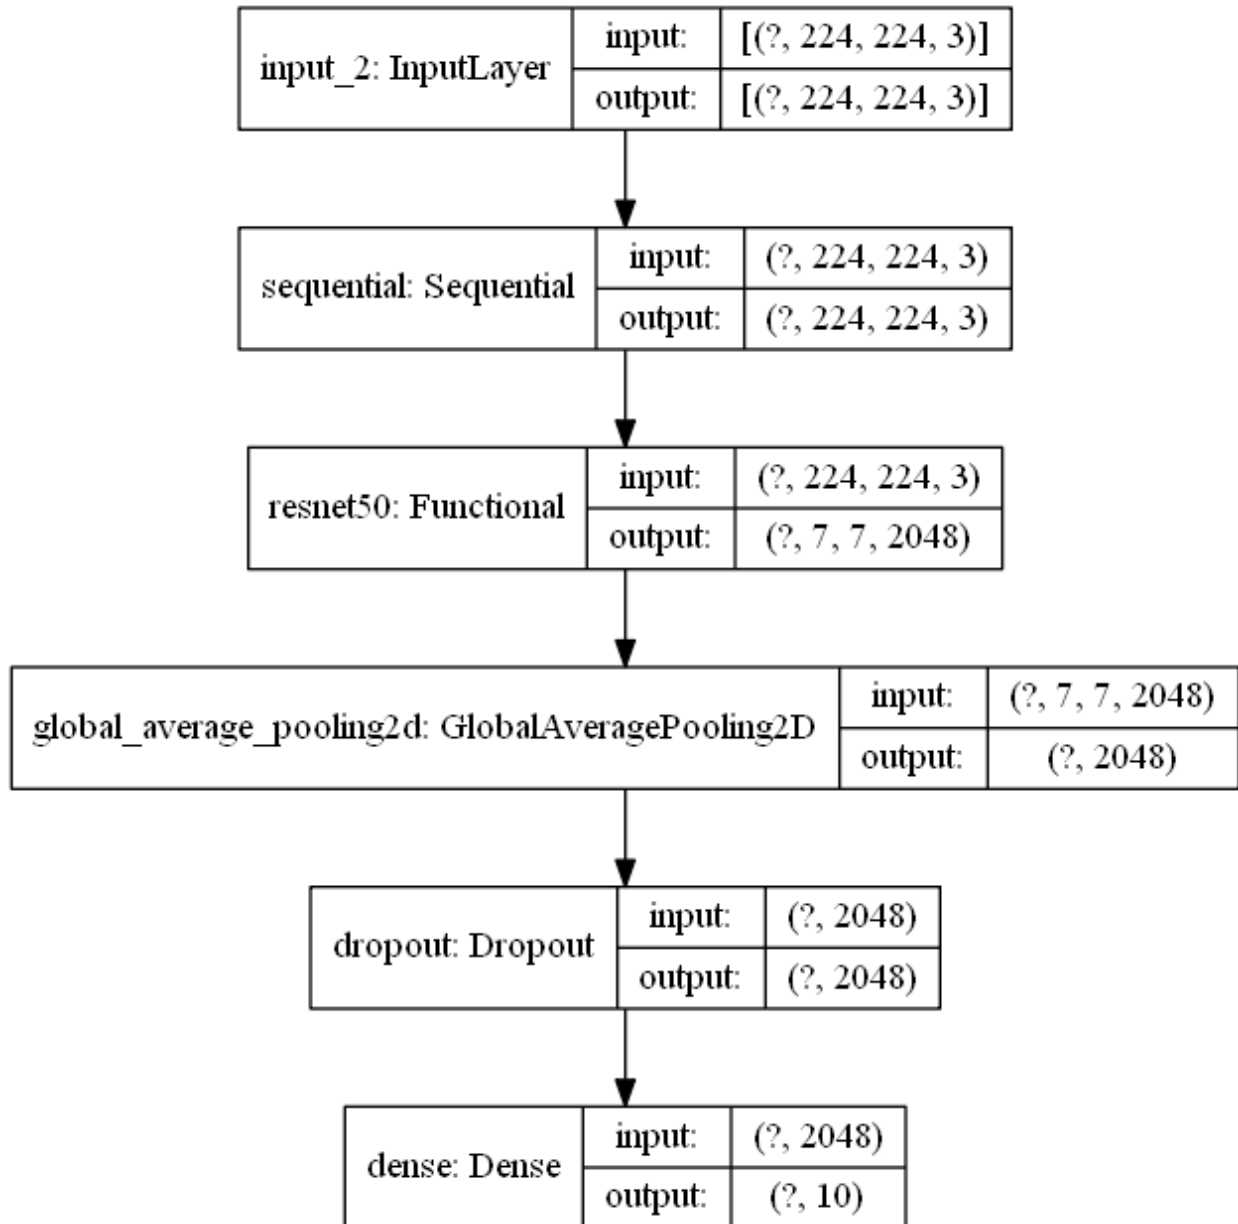 input_2: InputLayer
input: [(?, 224, 224, 3)]
output: [(?, 224, 224, 3)]
sequential: Sequential
input: (?, 224, 224, 3)
output: (?, 224, 224, 3)
resnet50: Functional
input: (?, 224, 224, 3)
output: (?, 7, 7, 2048)
global_average_pooling2d: GlobalAveragePooling2D
input: (?, 7, 7, 2048)
output: (?, 2048)
dropout: Dropout
input: (?, 2048)
output: (?, 2048)
dense: Dense
input: (?, 2048)
output: (?, 10)